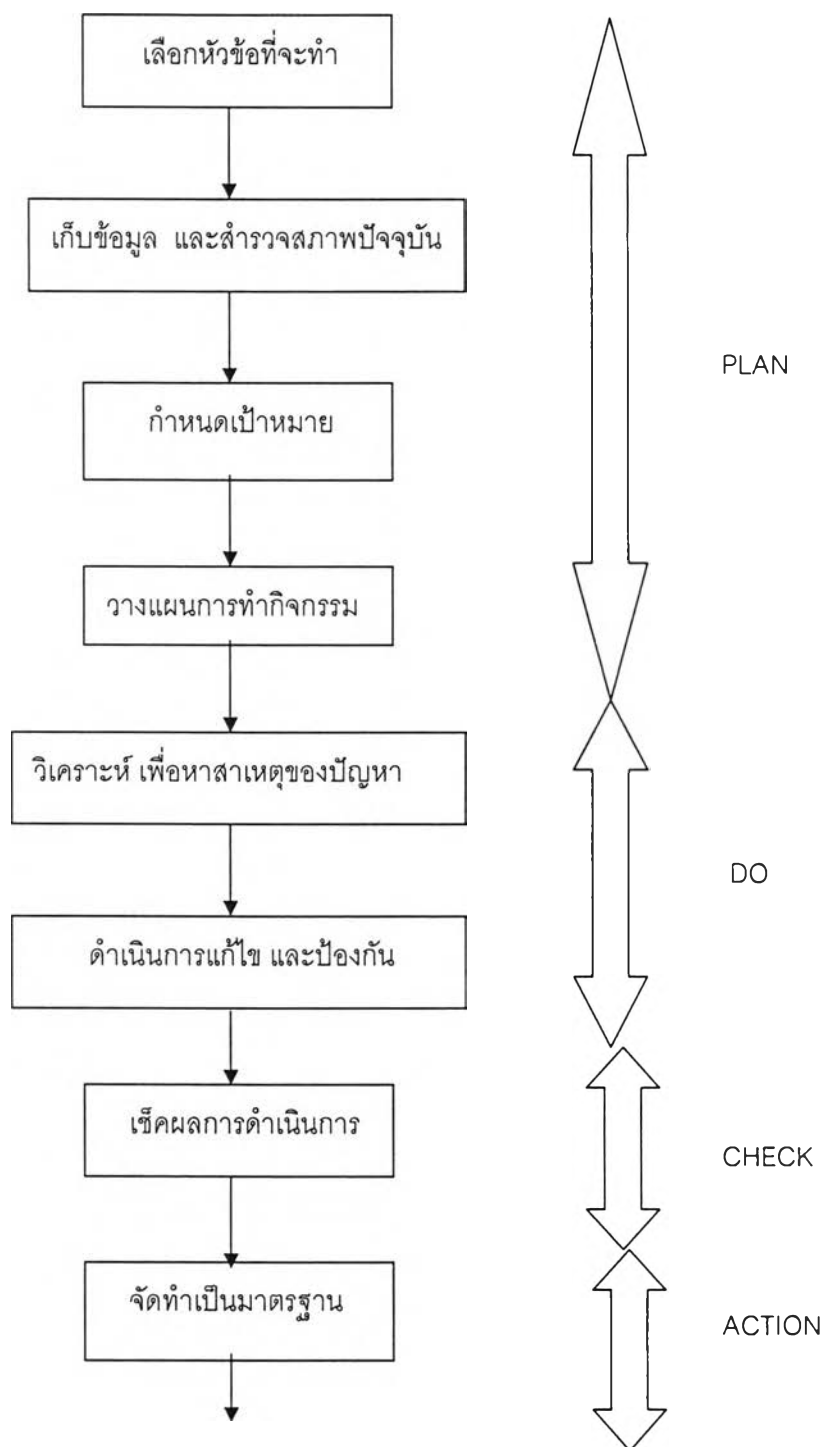 เลือกหัวข้อที่จะทำ
เก็บข้อมูล และสำรวจสภาพปัจจุบัน
กำหนดเป้าหมาย
PLAN
วางแผนการทำกิจกรรม
วิเคราะห์ เพื่อหาสาเหตุของปัญหา
DO
ดำเนินการแก้ไข และป้องกัน
เช็คผลการดำเนินการ
CHECK
จัดทำเป็นมาตรฐาน
ACTION